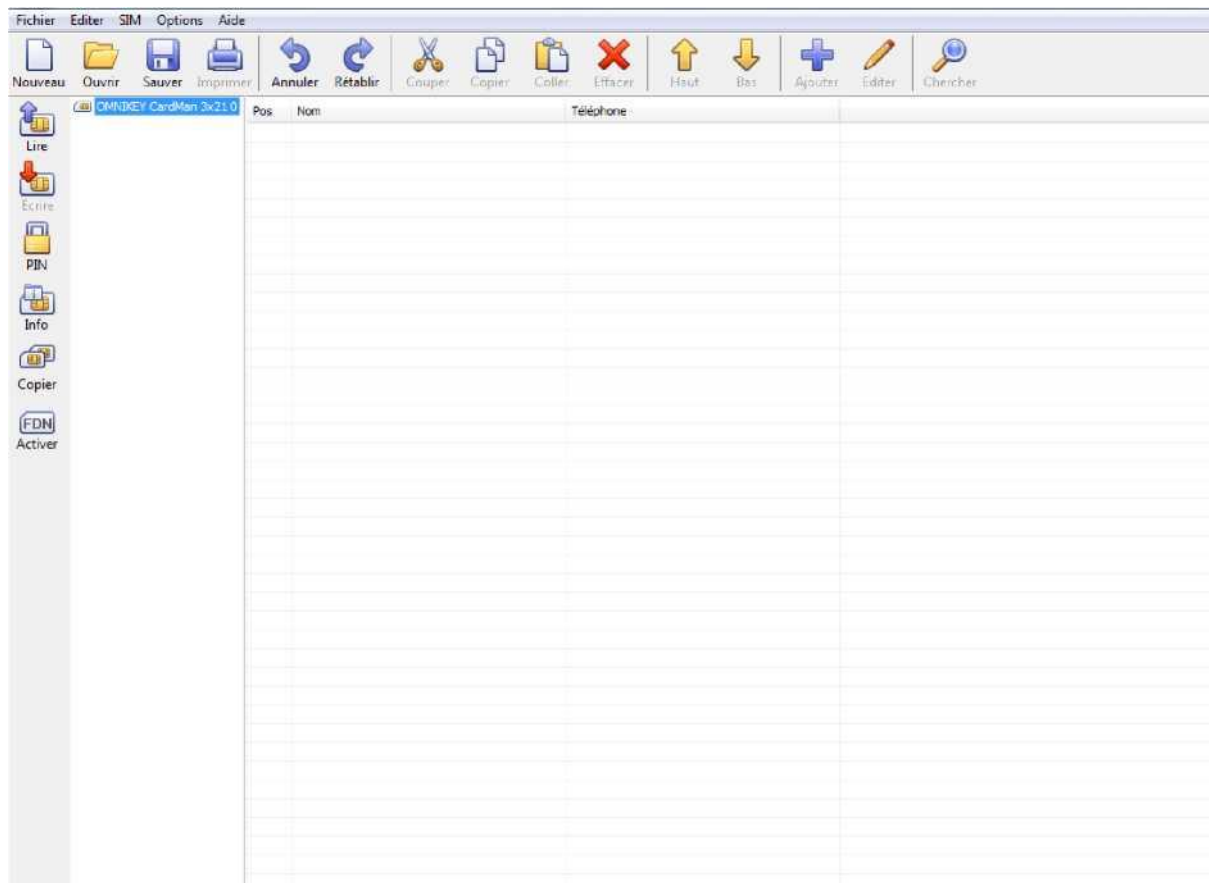 Fichier Editer SIM Options Aide
Nouveau Ouvrir Sauver Imprimer Annuler Rétablir Couper Copier Coller Effacer Haut Bas Ajouter Editer Chercher
OMNIKEY CardMan 3x21 0
Pos Nom Téléphone
Lire
Ecrire
PIN
Info
Copier
FDN
Activer